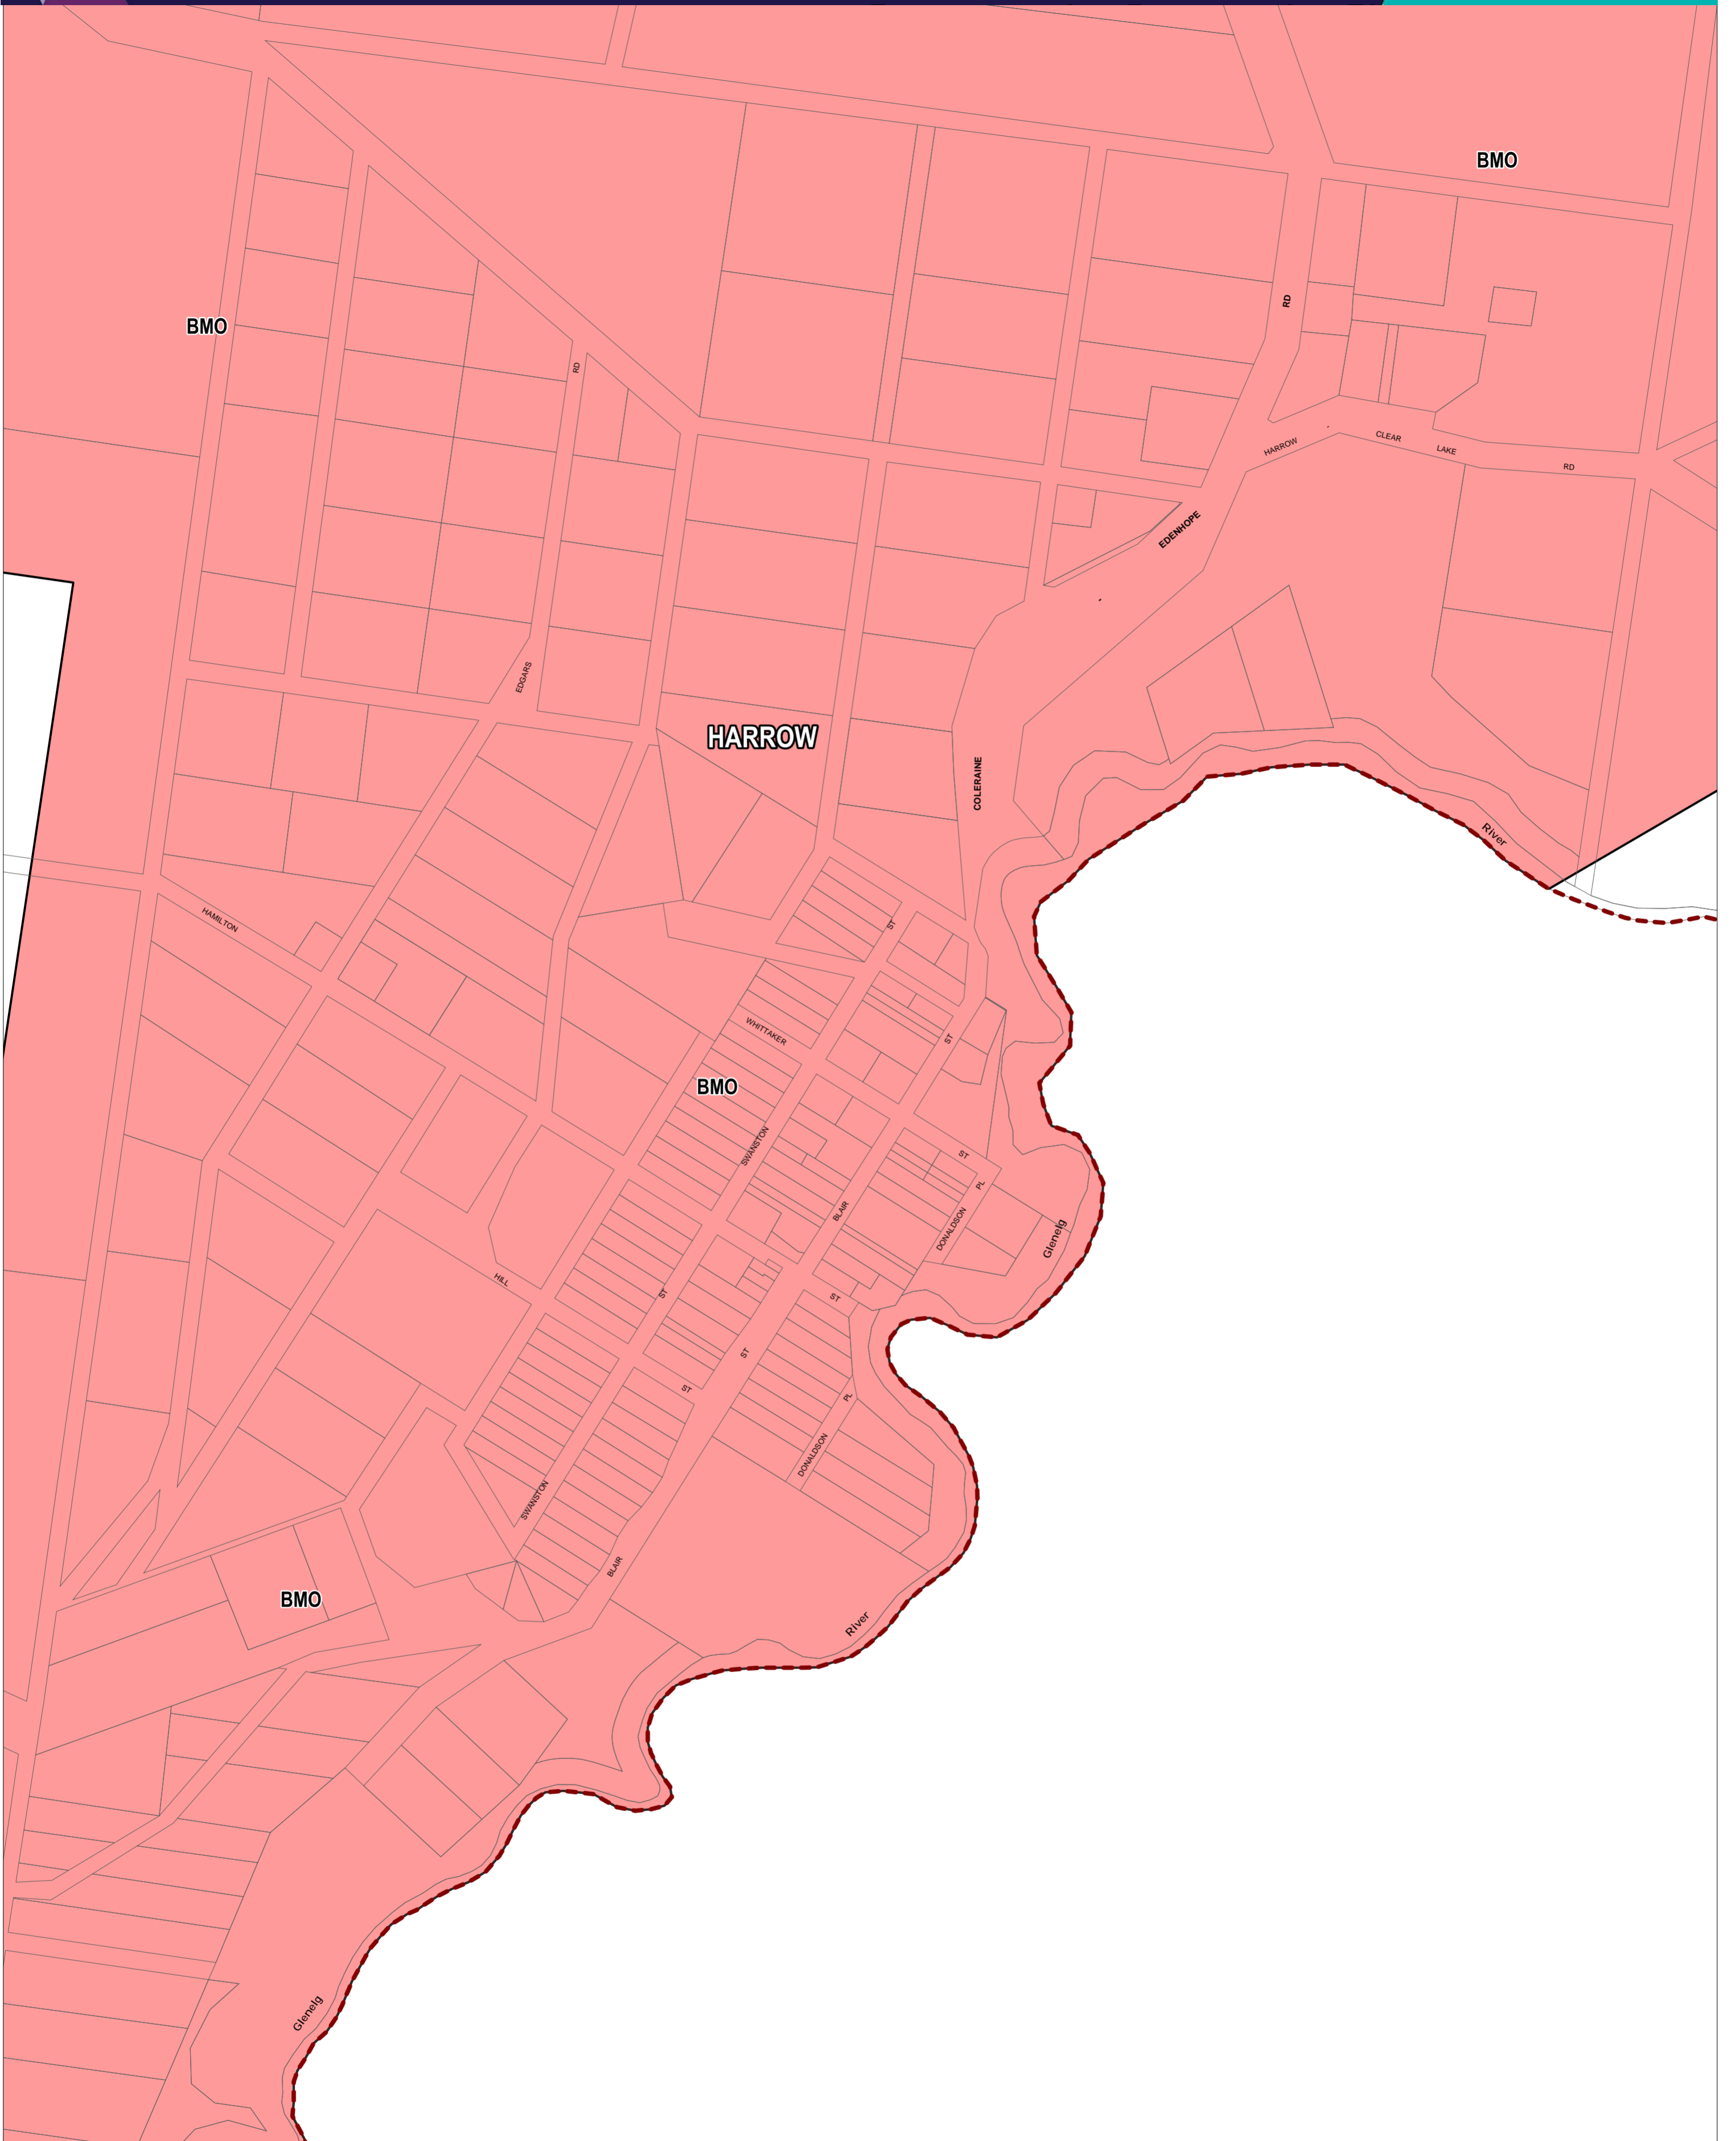 BMO
RD
BMO
RD
HARROW
-
CLEAR
LAKE
RD
EDENHOPE
-
EDGARS
HARROW
COLERAINE
River
HAMILTON
ST
WHITTAKER
ST
BMO
SWANSTON
ST
PL
BLAIR
DONALDSON
Glenelg
HILL
ST
ST
ST
ST
PL
DONALDSON
SWANSTON
BLAIR
BMO
River
Glenelg